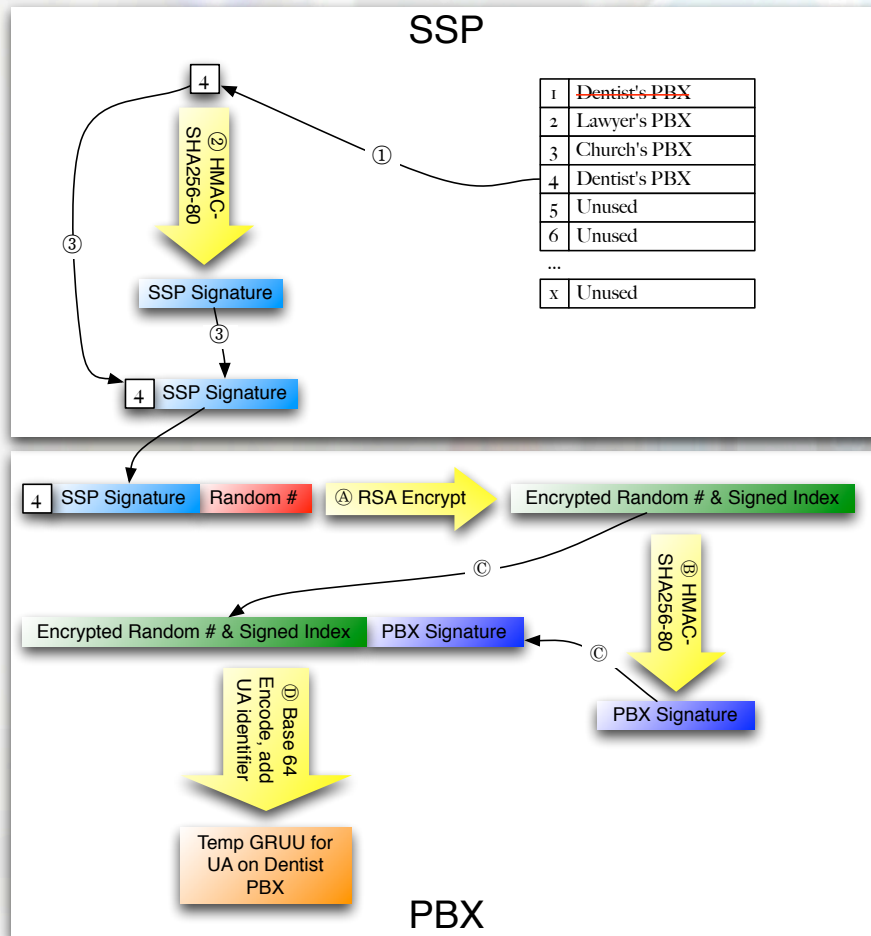 SSP
4
1 Dentist's PBX
2 Lawyer's PBX
3 Church's PBX
4 Dentist's PBX
5 Unused
6 Unused
...
x Unused
①
② HMAC-
SHA256-80
③
SSP Signature
③
4 SSP Signature
4 SSP Signature Random #
Ⓐ RSA Encrypt
Encrypted Random # & Signed Index
Ⓑ HMAC-
SHA256-80
Ⓒ
Encrypted Random # & Signed Index PBX Signature
Ⓒ
PBX Signature
Ⓓ Base 64
Encode, add
UA identifier
Temp GRUU for
UA on Dentist
PBX
PBX